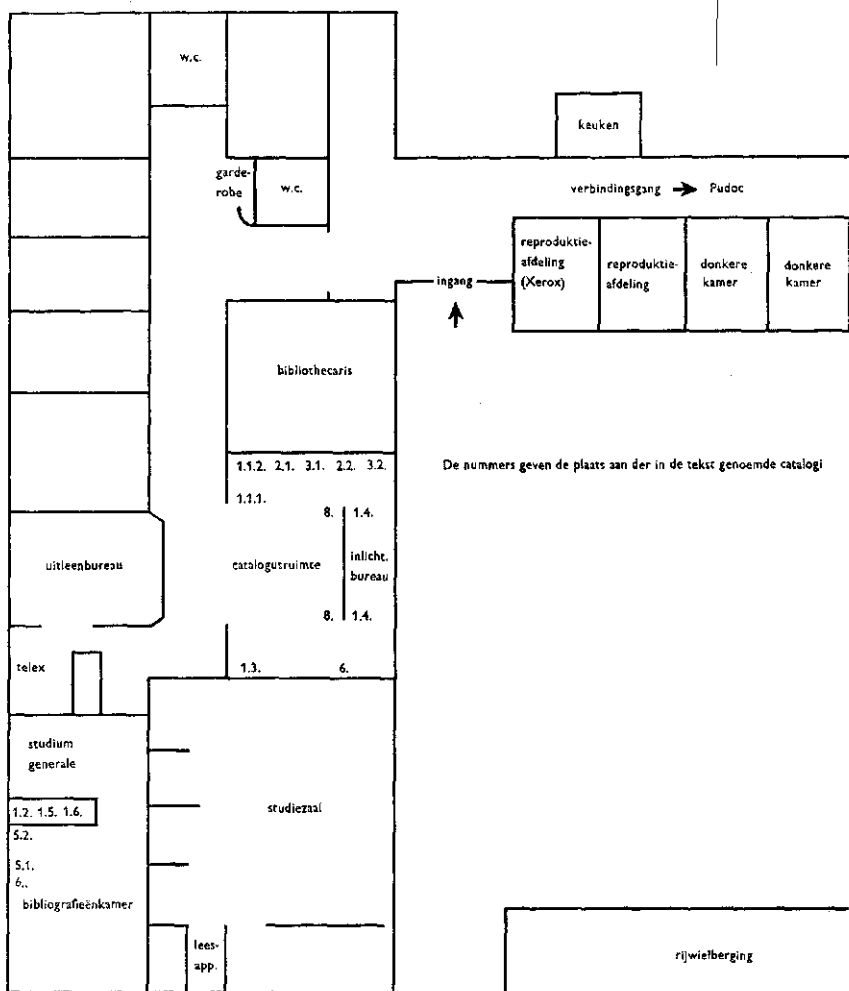 w.c.
keuken
garde-
robe
w.c.
verbindingsgang → Pudoc
reproduktie-
afdeling
(Xerox)
reproduktie-
afdeling
donkere
kamer
donkere
kamer
ingang
bibliothecaris
1.1.2. 2.1. 3.1. 2.2. 3.2.
De nummers geven de plaats aan der in de tekst genoemde catalogi
1.1.1.
8. 1.4.
uitleenbureau
catalogusruimte
inlicht.
bureau
8. 1.4.
telex
1.3. 6.
studium
generale
1.2. 1.5. 1.6.
studiezaal
5.2.
5.1.
6..
bibliografieënkamer
lees-
app.
rijwielberging